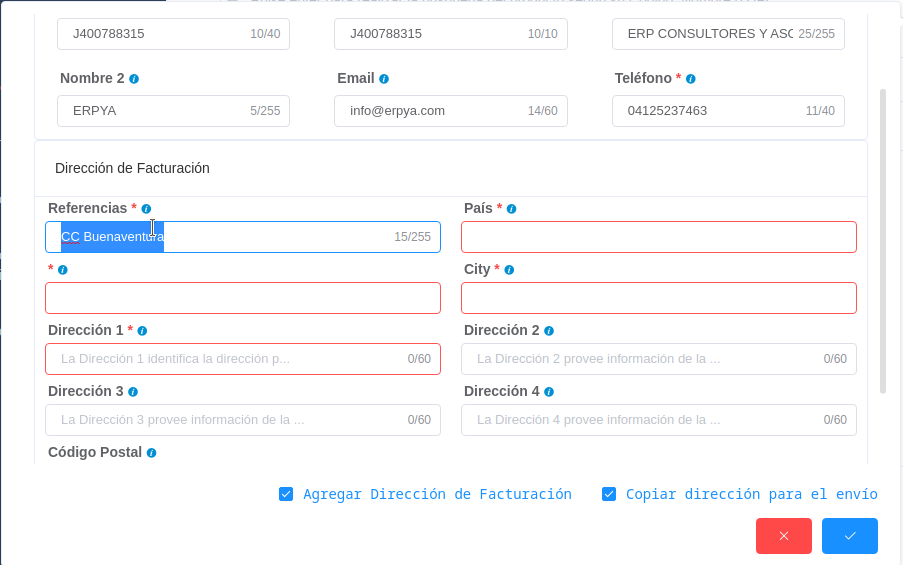 J400788315 10/40 J400788315 10/10 ERP CONSULTORES Y ASC 25/255
Nombre 2 Email Teléfono *
ERPYA 5/255 info@erpya.com 14/60 04125237463 11/40
Dirección de Facturación
Referencias * País *
CC Buenaventura 15/255
* City *
Dirección 1 * Dirección 2
La Dirección 1 identifica la dirección p... 0/60 La Dirección 2 provee información de la ... 0/60
Dirección 3 Dirección 4
La Dirección 3 provee información de la ... 0/60 La Dirección 4 provee información de la ... 0/60
Código Postal
Agregar Dirección de Facturación Copiar dirección para el envío